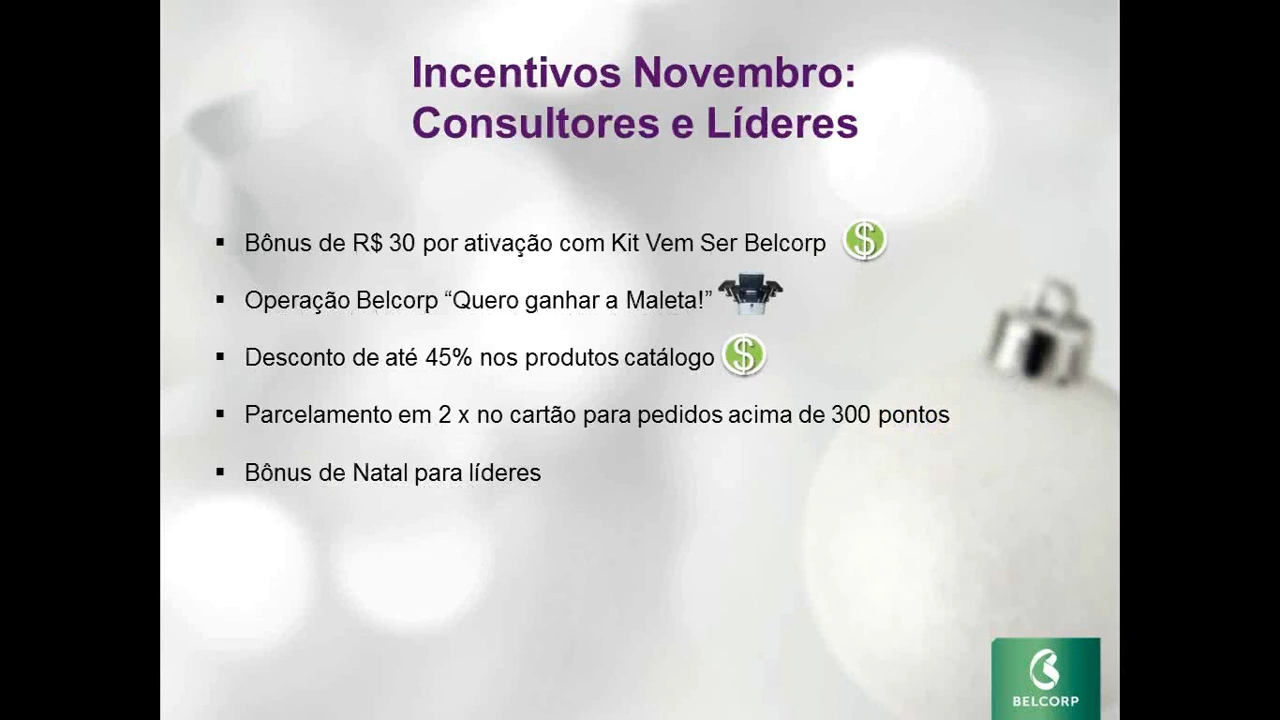 Incentivos Novembro:
Consultores e Líderes
▪ Bônus de R$ 30 por ativação com Kit Vem Ser Belcorp $
▪ Operação Belcorp “Quero ganhar a Maleta!”
▪ Desconto de até 45% nos produtos catálogo $
▪ Parcelamento em 2 x no cartão para pedidos acima de 300 pontos
▪ Bônus de Natal para líderes
BELCORP